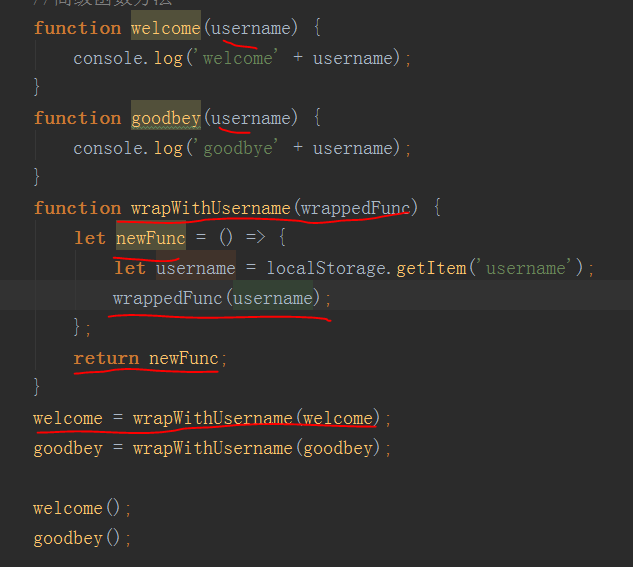 //高级函数方法
function welcome(username) {
    console.log('welcome' + username);
}
function goodbey(username) {
    console.log('goodbye' + username);
}
function wrapWithUsername(wrappedFunc) {
    let newFunc = () => {
        let username = localStorage.getItem('username');
        wrappedFunc(username);
    };
    return newFunc;
}
welcome = wrapWithUsername(welcome);
goodbey = wrapWithUsername(goodbey);
welcome();
goodbey();